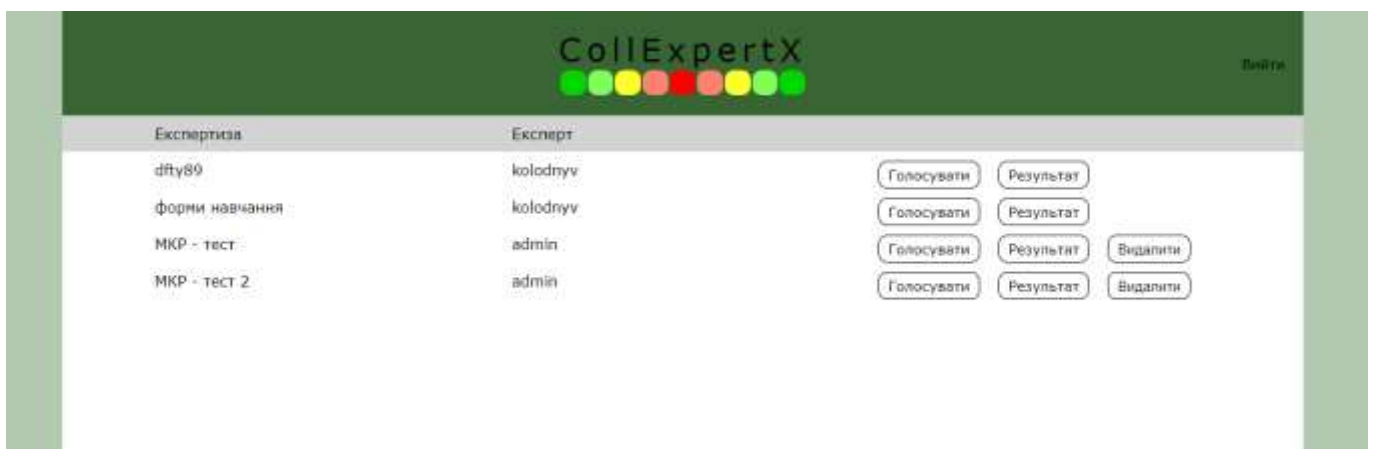 CollExpertX
Вийти
Експертиза Експерт
dfty89 kolodnyv Голосувати Результат
форми навчання kolodnyv Голосувати Результат
МКР - тест admin Голосувати Результат Видалити
МКР - тест 2 admin Голосувати Результат Видалити